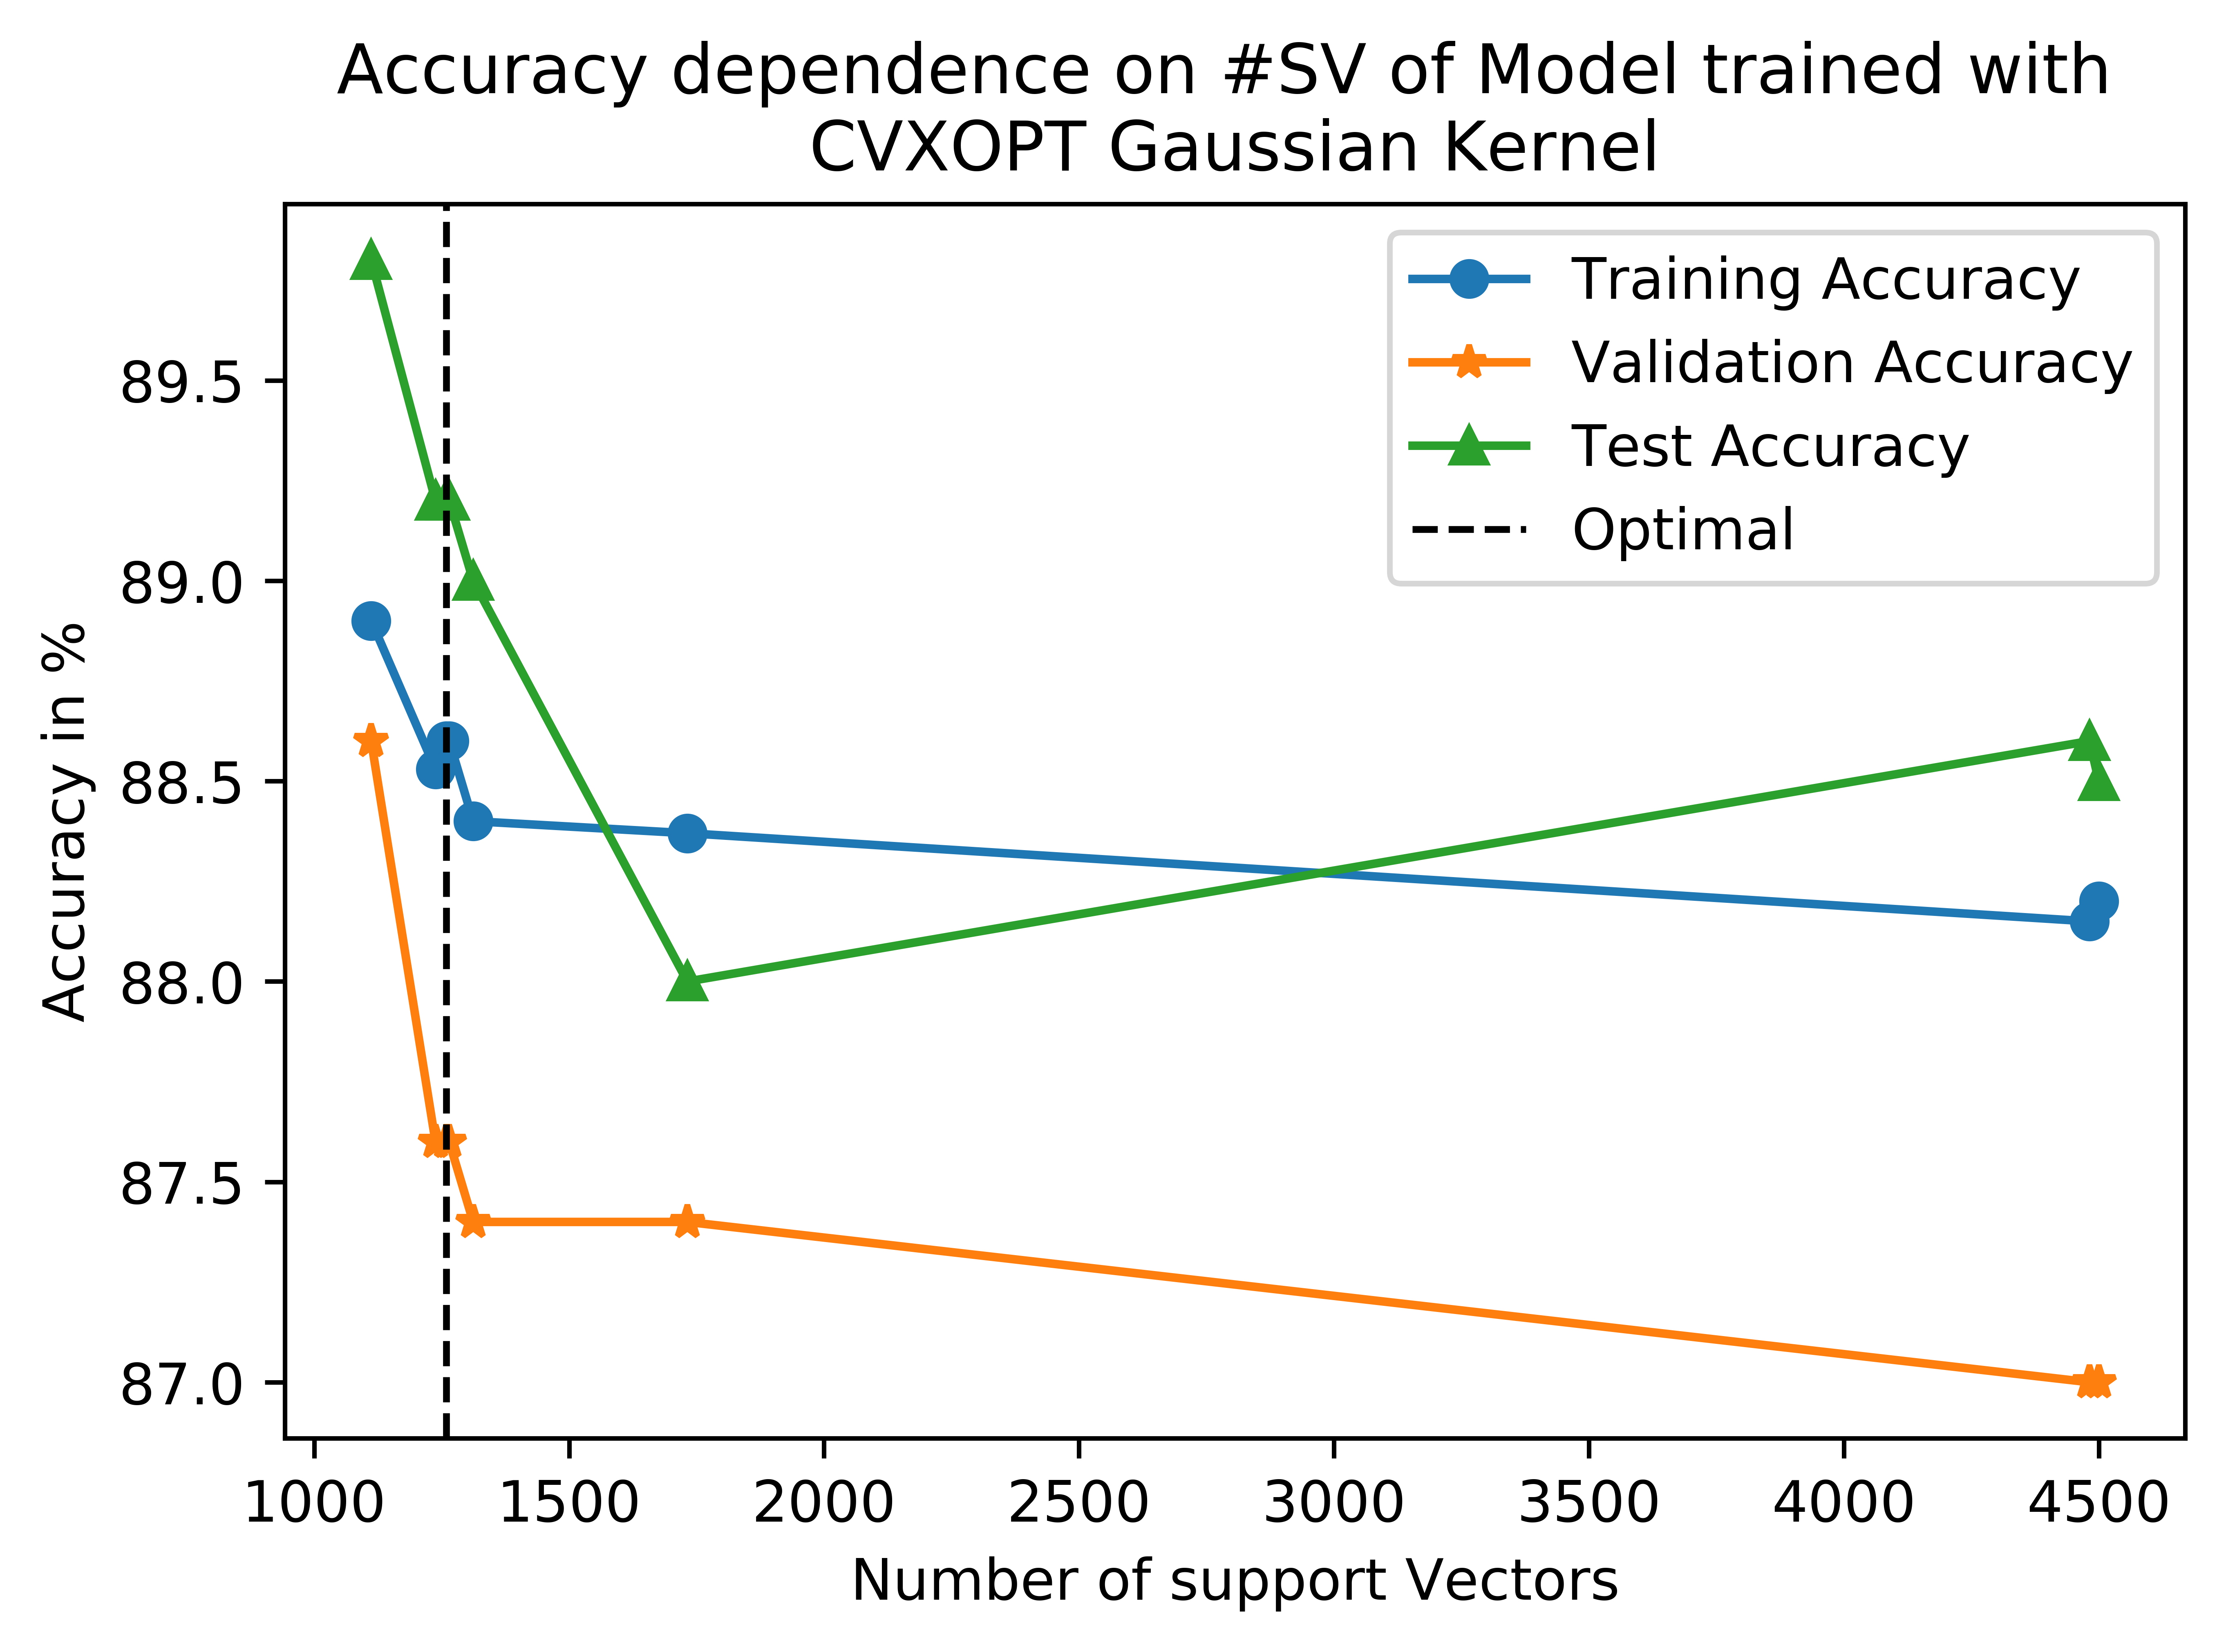 Accuracy dependence on #SV of Model trained with
CVXOPT Gaussian Kernel
Training Accuracy
Validation Accuracy
Test Accuracy
Optimal
Accuracy in %
89.5
89.0
88.5
88.0
87.5
87.0
1000 1500 2000 2500 3000 3500 4000 4500
Number of support Vectors